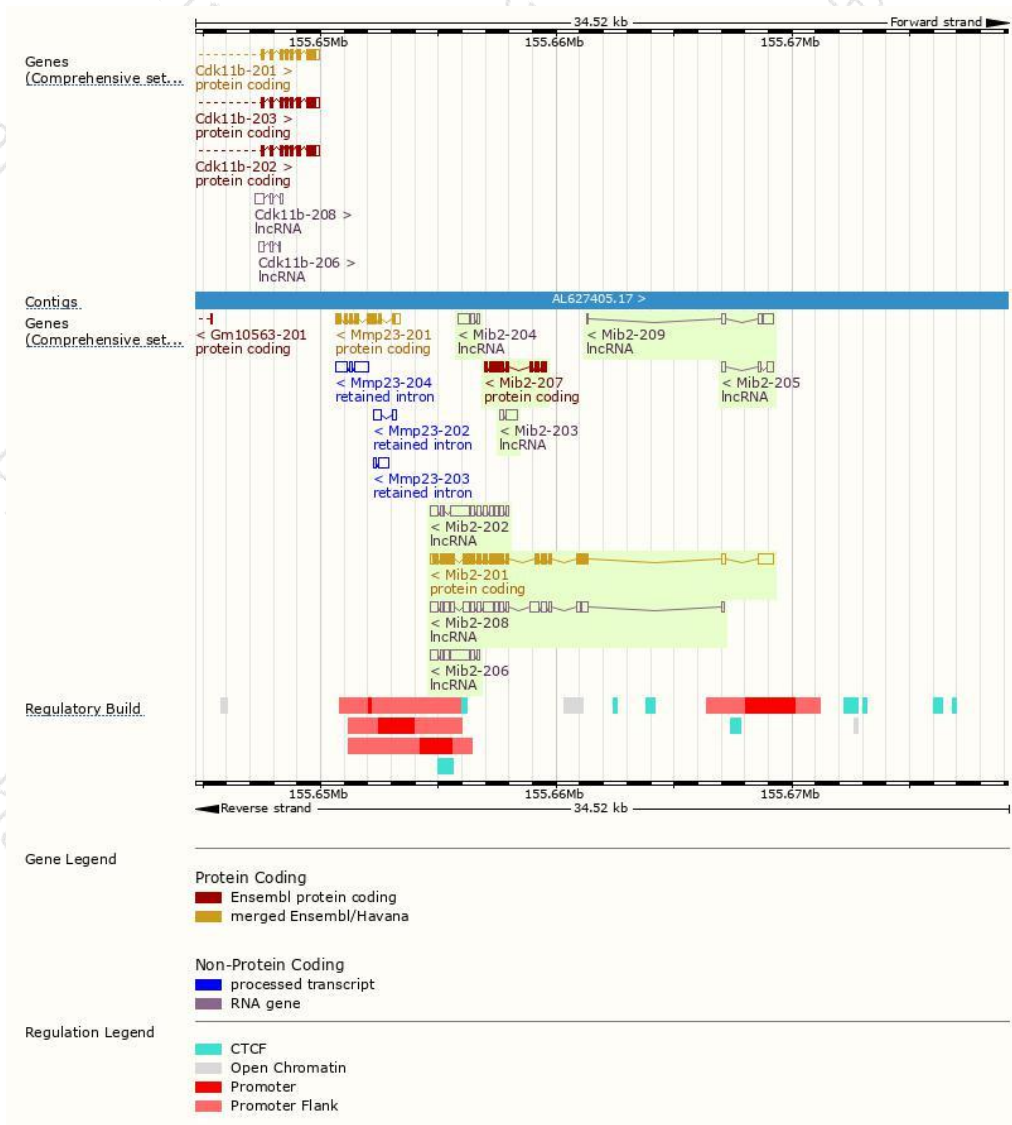 34.52 kb
Forward strand
155.65Mb 155.66Mb 155.67Mb
Genes
(Comprehensive set...
Cdk11b-201 >
protein coding
Cdk11b-203 >
protein coding
Cdk11b-202 >
protein coding
Cdk11b-208 >
lncRNA
Cdk11b-206 >
lncRNA
Contigs
AL627405.17 >
Genes
(Comprehensive set...
< Gm10563-201
protein coding
< Mmp23-201
protein coding
< Mib2-204
lncRNA
< Mib2-209
lncRNA
< Mmp23-204
retained intron
< Mib2-207
protein coding
< Mib2-205
lncRNA
< Mmp23-202
retained intron
< Mib2-203
lncRNA
< Mmp23-203
retained intron
< Mib2-202
lncRNA
< Mib2-201
protein coding
< Mib2-208
lncRNA
< Mib2-206
lncRNA
Regulatory Build
155.65Mb 155.66Mb 155.67Mb
Reverse strand
34.52 kb
Gene Legend
Protein Coding
Ensembl protein coding
merged Ensembl/Havana
Non-Protein Coding
processed transcript
RNA gene
Regulation Legend
CTCF
Open Chromatin
Promoter
Promoter Flank